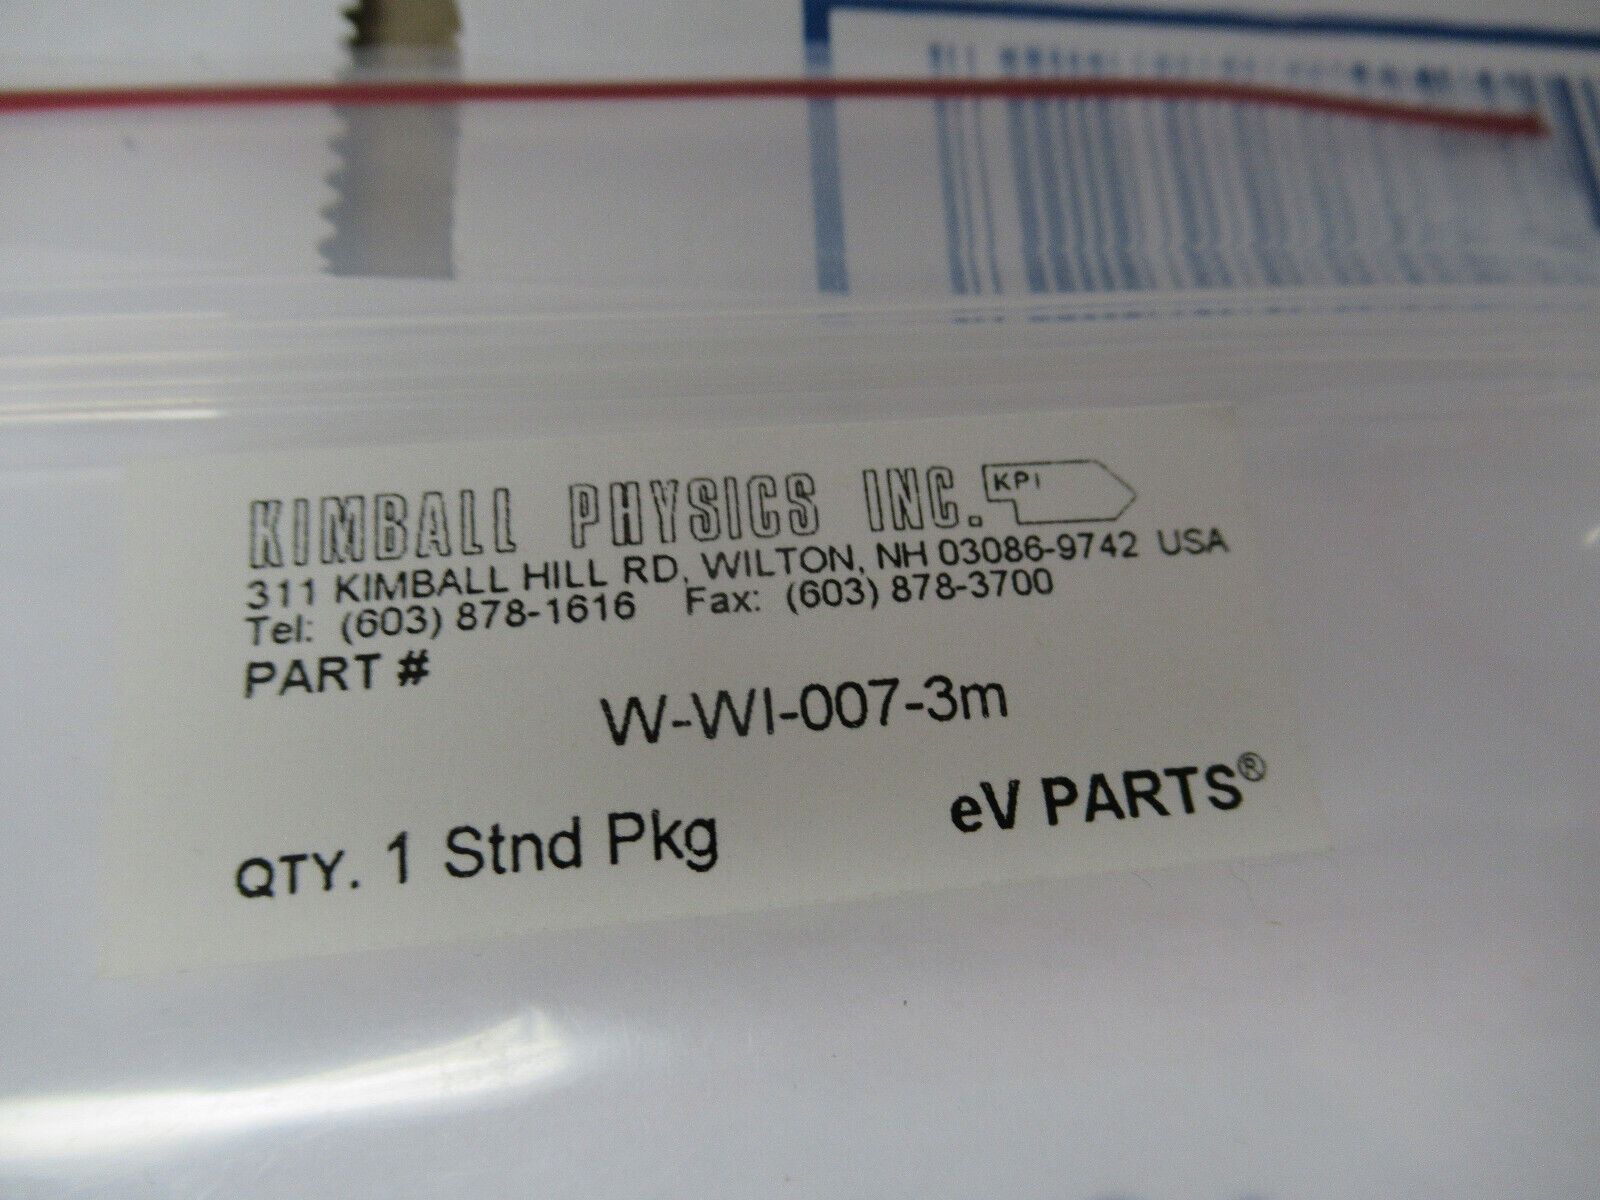 KIMBALL PHYSICS INC. KPI
311 KIMBALL HILL RD, WILTON, NH 03086-9742 USA
Tel: (603) 878-1616 Fax: (603) 878-3700
PART #
W-WI-007-3m
QTY. 1 Stnd Pkg eV PARTS®